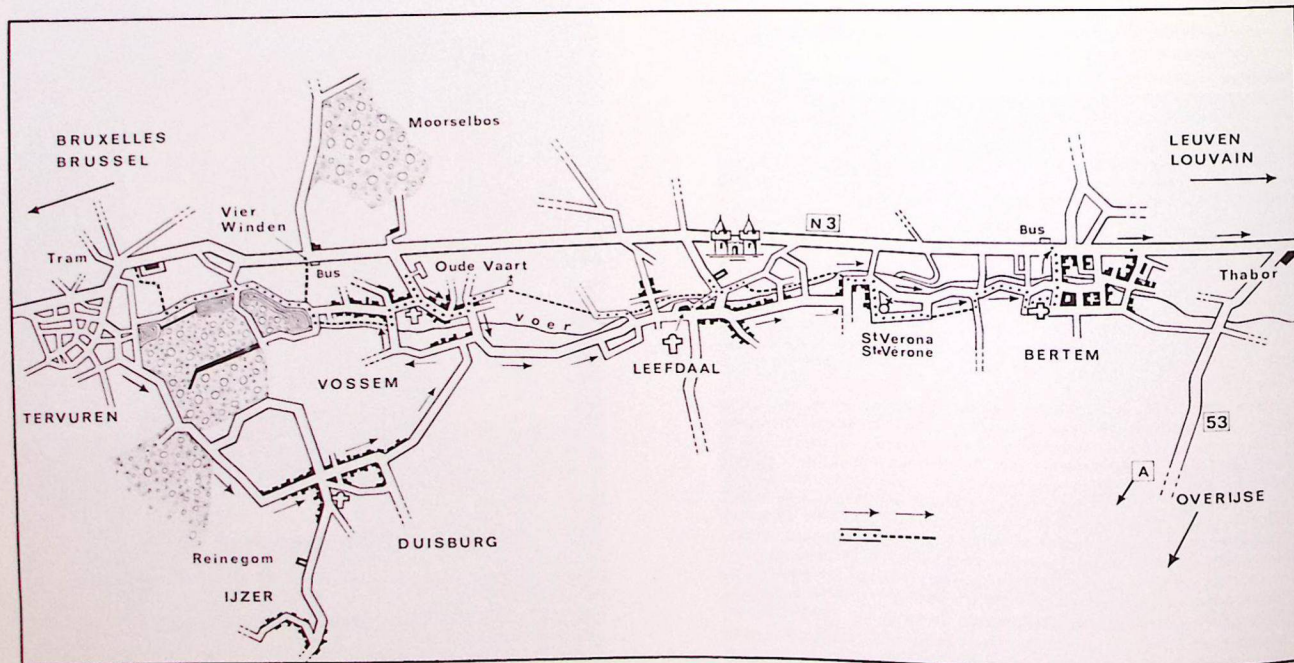 BRUXELLES
BRUSSEL
Moorselbos
LEUVEN
LOUVAIN
Vier
Winden
N 3
Bus
Tram
Bus
Oude Vaart
Thabor
Voer
St Verona
Ste Verone
VOSSEM
LEEFDAAL
BERTEM
TERVUREN
53
A
OVERIJSE
DUISBURG
Reinegom
IJZER